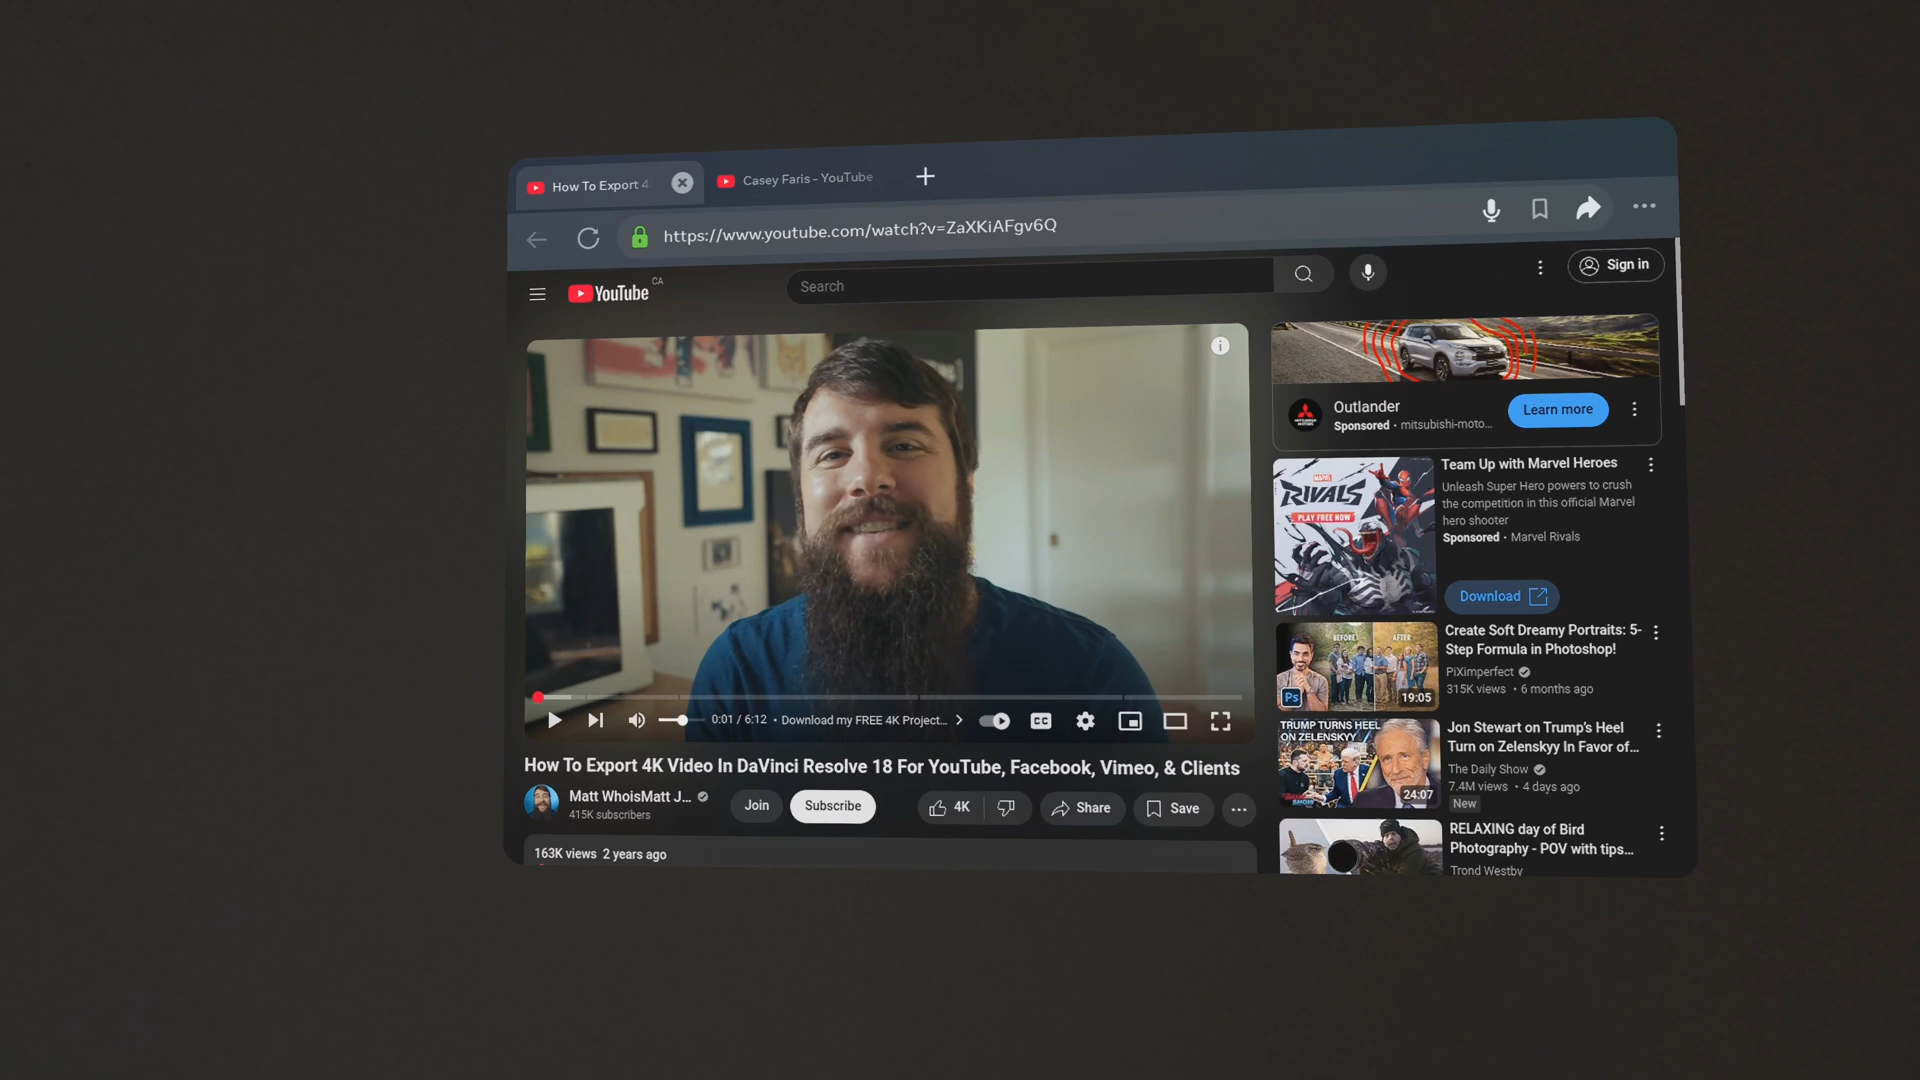 How To Export 4
Casey Faris - YouTube
https://www.youtube.com/watch?v=ZaXKiAFgv6Q
YouTube CA
Search
Sign in
Outlander
Sponsored • mitsubishi-moto...
Learn more
MARVEL
RIVALS
PLAY FREE NOW
Team Up with Marvel Heroes
Unleash Super Hero powers to crush
the competition in this official Marvel
hero shooter
Sponsored • Marvel Rivals
Download
BEFORE
AFTER
Ps
19:05
Create Soft Dreamy Portraits: 5-
Step Formula in Photoshop!
PiXimperfect
315K views • 6 months ago
TRUMP TURNS HEEL
ON ZELENSKYY
24:07
Jon Stewart on Trump's Heel
Turn on Zelenskyy In Favor of...
The Daily Show
7.4M views • 4 days ago
New
RELAXING day of Bird
Photography - POV with tips...
Trond Westby
0:01 / 6:12 • Download my FREE 4K Project...
CC
How To Export 4K Video In DaVinci Resolve 18 For YouTube, Facebook, Vimeo, & Clients
Matt WhoisMatt J...
415K subscribers
Join
Subscribe
4K
Share
Save
163K views 2 years ago